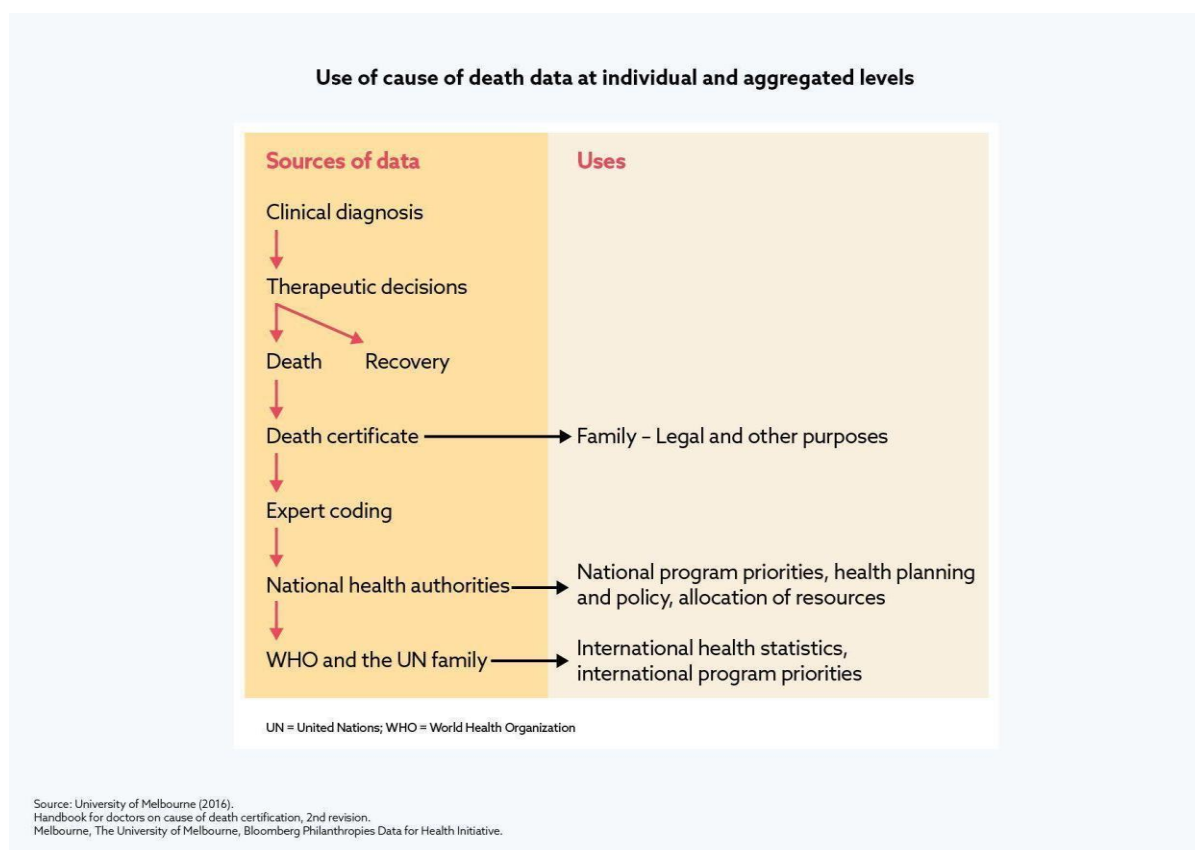 Use of cause of death data at individual and aggregated levels
Sources of data
Uses
Clinical diagnosis
Therapeutic decisions
Death
Recovery
Death certificate
Family – Legal and other purposes
Expert coding
National health authorities
National program priorities, health planning
and policy, allocation of resources
WHO and the UN family
International health statistics,
international program priorities
UN = United Nations; WHO = World Health Organization
Source: University of Melbourne (2016).
Handbook for doctors on cause of death certification, 2nd revision.
Melbourne, The University of Melbourne, Bloomberg Philanthropies Data for Health Initiative.